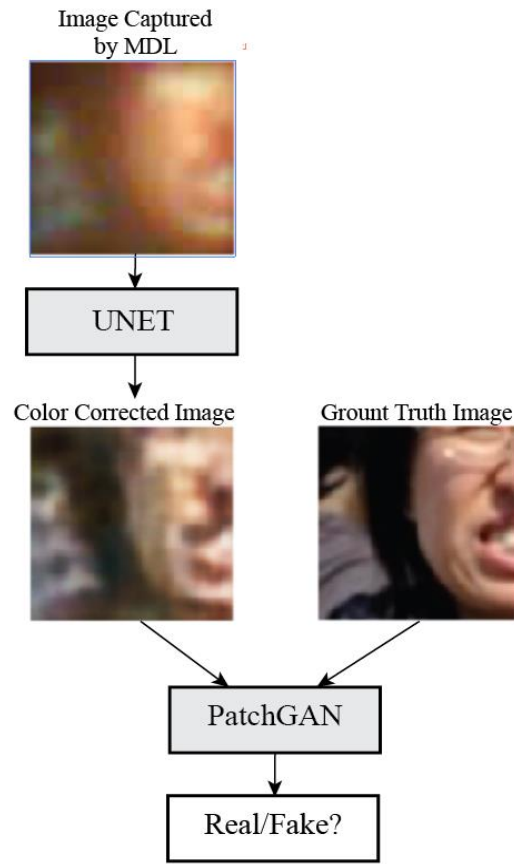 Image Captured
by MDL
UNET
Color Corrected Image
Grount Truth Image
PatchGAN
Real/Fake?